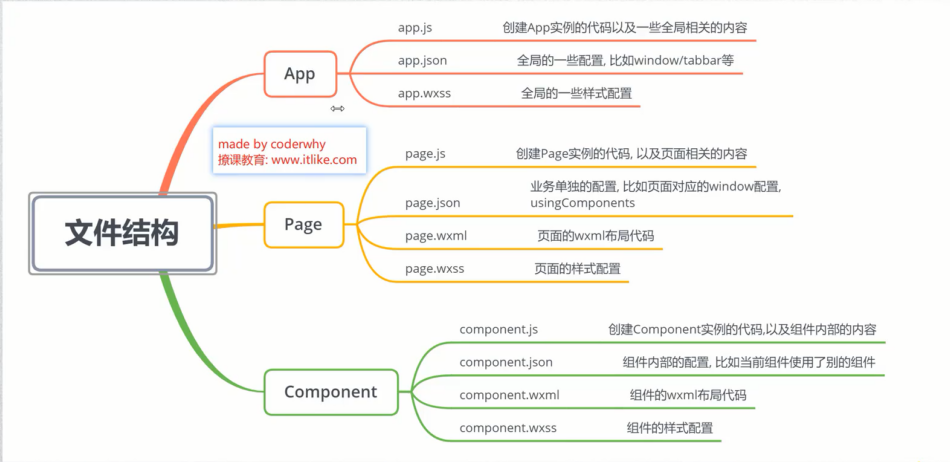 文件结构
App
app.js 创建App实例的代码以及一些全局相关的内容
app.json 全局的一些配置, 比如window/tabbar等
app.wxss 全局的一些样式配置
made by coderwhy
撩课教育: www.itlike.com
Page
page.js 创建Page实例的代码, 以及页面相关的内容
page.json 业务单独的配置, 比如页面对应的window配置,
usingComponents
page.wxml 页面的wxml布局代码
page.wxss 页面的样式配置
Component
component.js 创建Component实例的代码,以及组件内部的内容
component.json 组件内部的配置, 比如当前组件使用了别的组件
component.wxml 组件的wxml布局代码
component.wxss 组件的样式配置